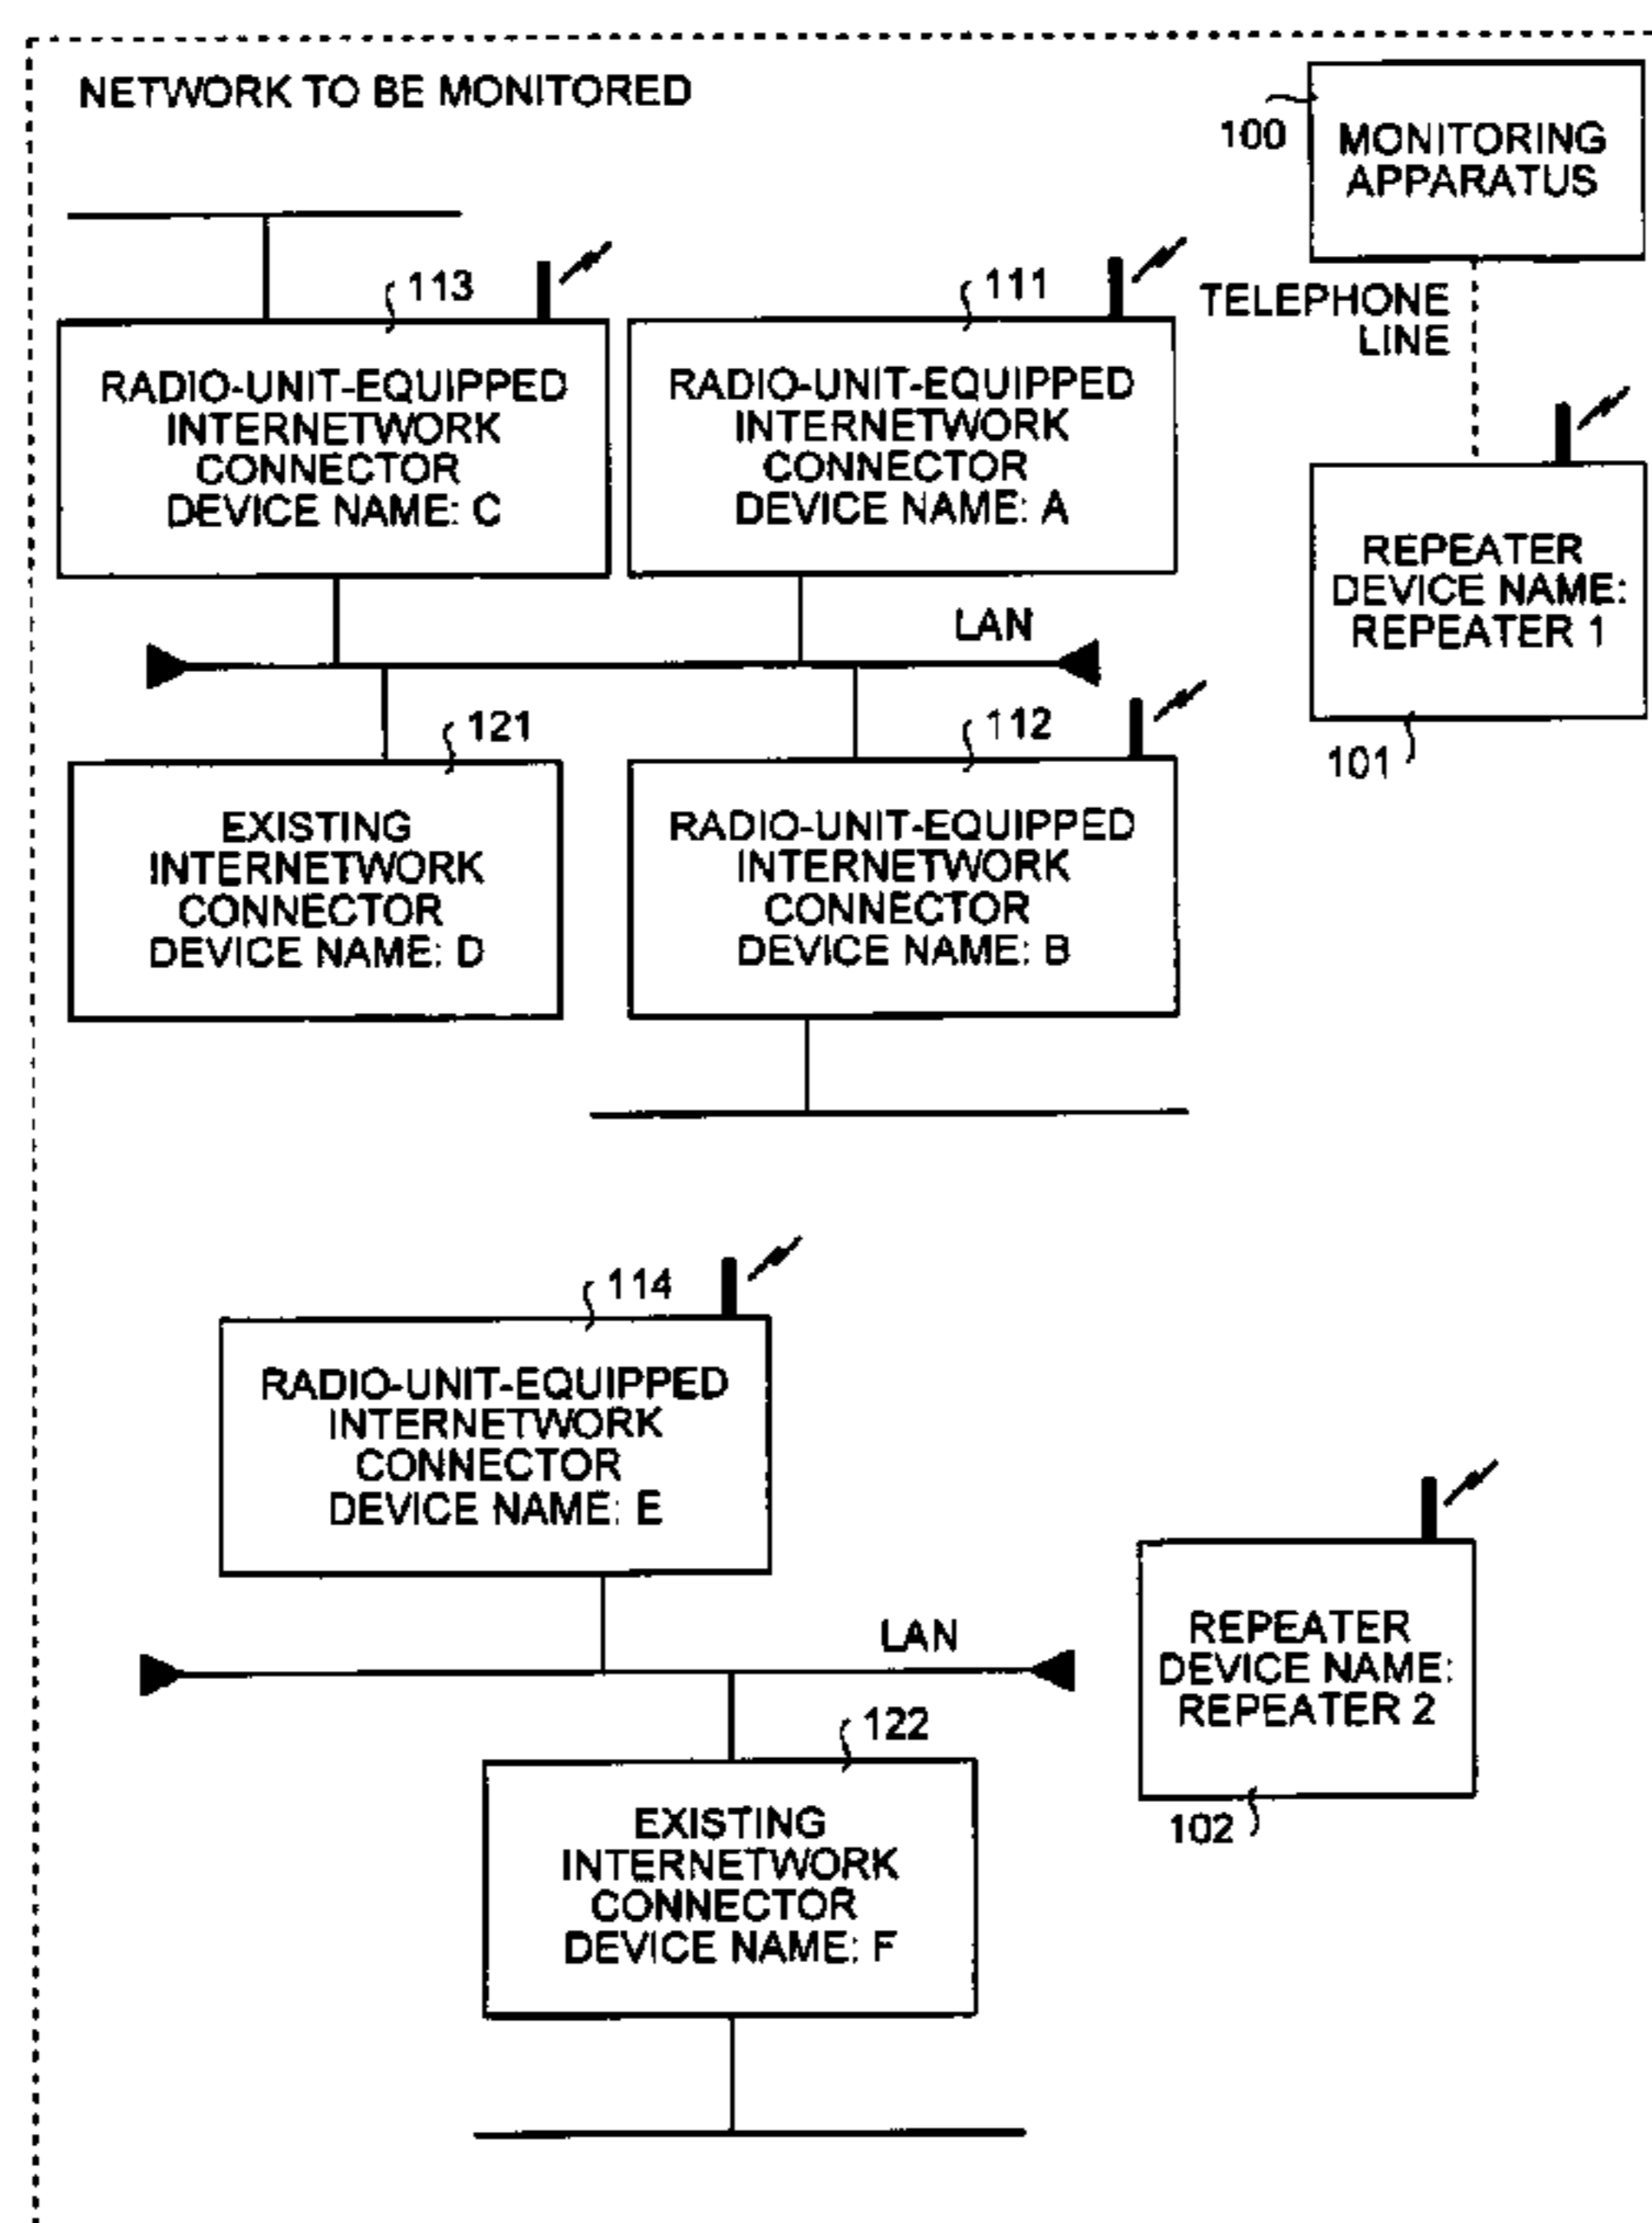 NETWORK TO BE MONITORED
100
MONITORING
APPARATUS
TELEPHONE
LINE
113
RADIO-UNIT-EQUIPPED
INTERNETWORK
CONNECTOR
DEVICE NAME: C
111
RADIO-UNIT-EQUIPPED
INTERNETWORK
CONNECTOR
DEVICE NAME: A
REPEATER
DEVICE NAME:
REPEATER 1
101
LAN
121
EXISTING
INTERNETWORK
CONNECTOR
DEVICE NAME: D
112
RADIO-UNIT-EQUIPPED
INTERNETWORK
CONNECTOR
DEVICE NAME: B
114
RADIO-UNIT-EQUIPPED
INTERNETWORK
CONNECTOR
DEVICE NAME: E
LAN
REPEATER
DEVICE NAME:
REPEATER 2
102
122
EXISTING
INTERNETWORK
CONNECTOR
DEVICE NAME: F